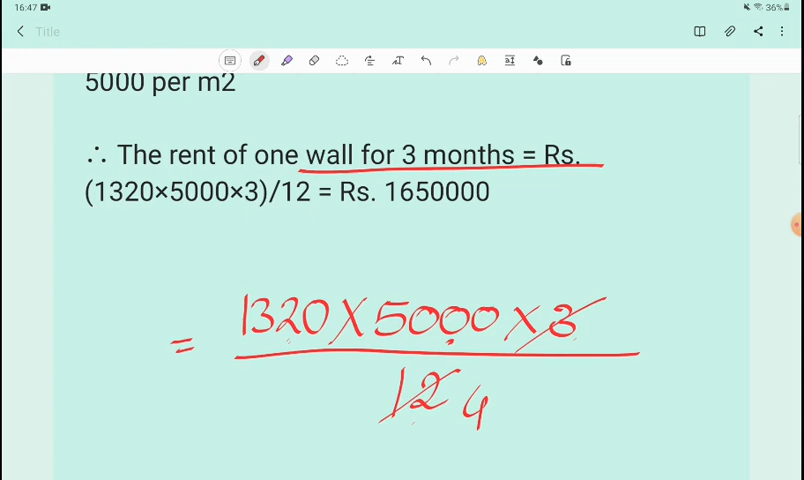 16:47
36%
Title
5000 per m2
∴ The rent of one wall for 3 months = Rs.
(1320×5000×3)/12 = Rs. 1650000
= 1320 × 5000 × 3
12 4